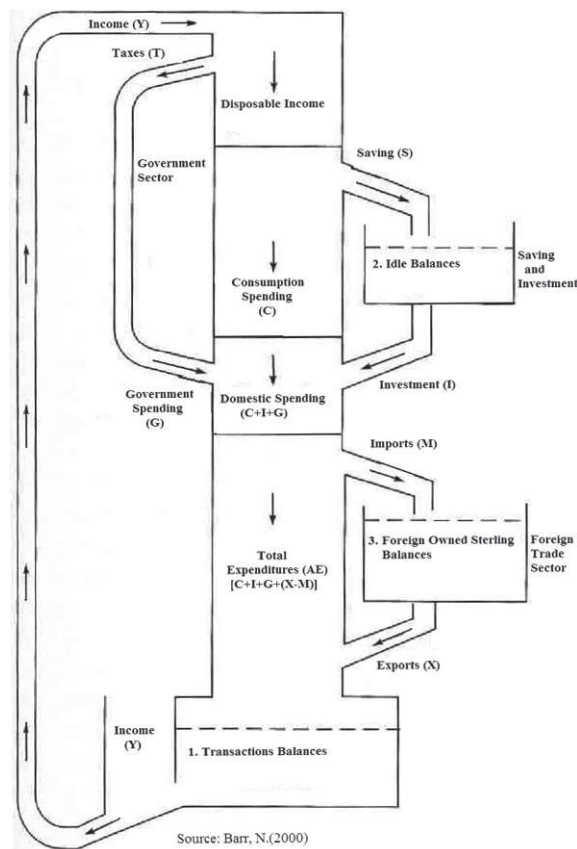 Income (Y)
Taxes (T)
Disposable Income
Government
Sector
Saving (S)
2. Idle Balances
Saving
and
Investment
Consumption
Spending
(C)
Government
Spending
(G)
Domestic Spending
(C+I+G)
Investment (I)
Imports (M)
3. Foreign Owned Sterling
Balances
Foreign
Trade
Sector
Total
Expenditures (AE)
[C+I+G+(X-M)]
Exports (X)
Income
(Y)
1. Transactions Balances
Source: Barr, N.(2000)